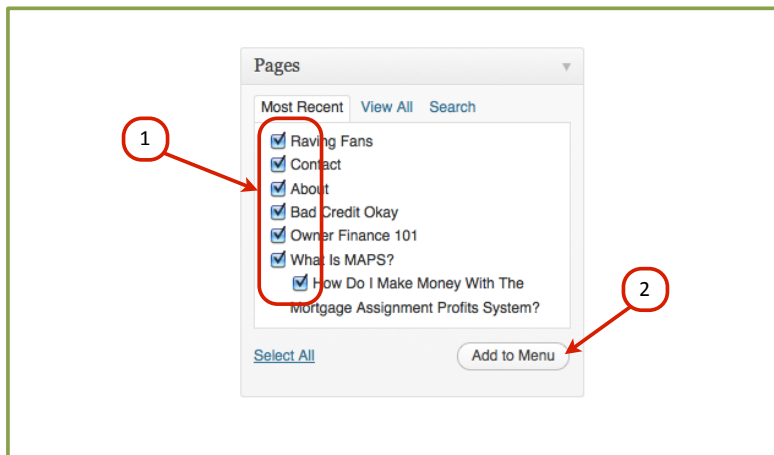 Pages
Most Recent View All Search
1
Raving Fans
Contact
About
Bad Credit Okay
Owner Finance 101
What Is MAPS?
How Do I Make Money With The
Mortgage Assignment Profits System?
2
Select All Add to Menu